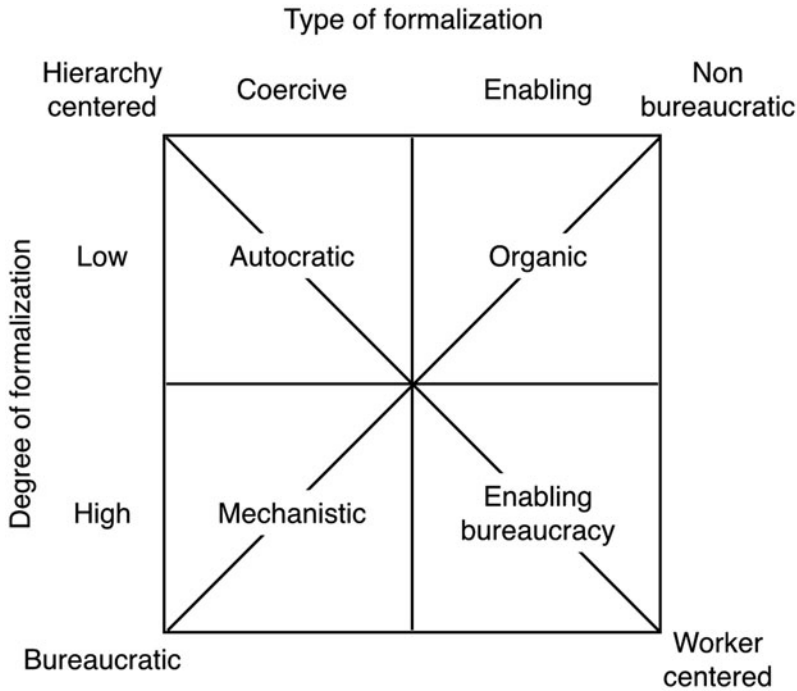 Type of formalization
Hierarchy
centered
Coercive
Enabling
Non
bureaucratic
Degree of formalization
Low
Autocratic
Organic
High
Mechanistic
Enabling
bureaucracy
Bureaucratic
Worker
centered